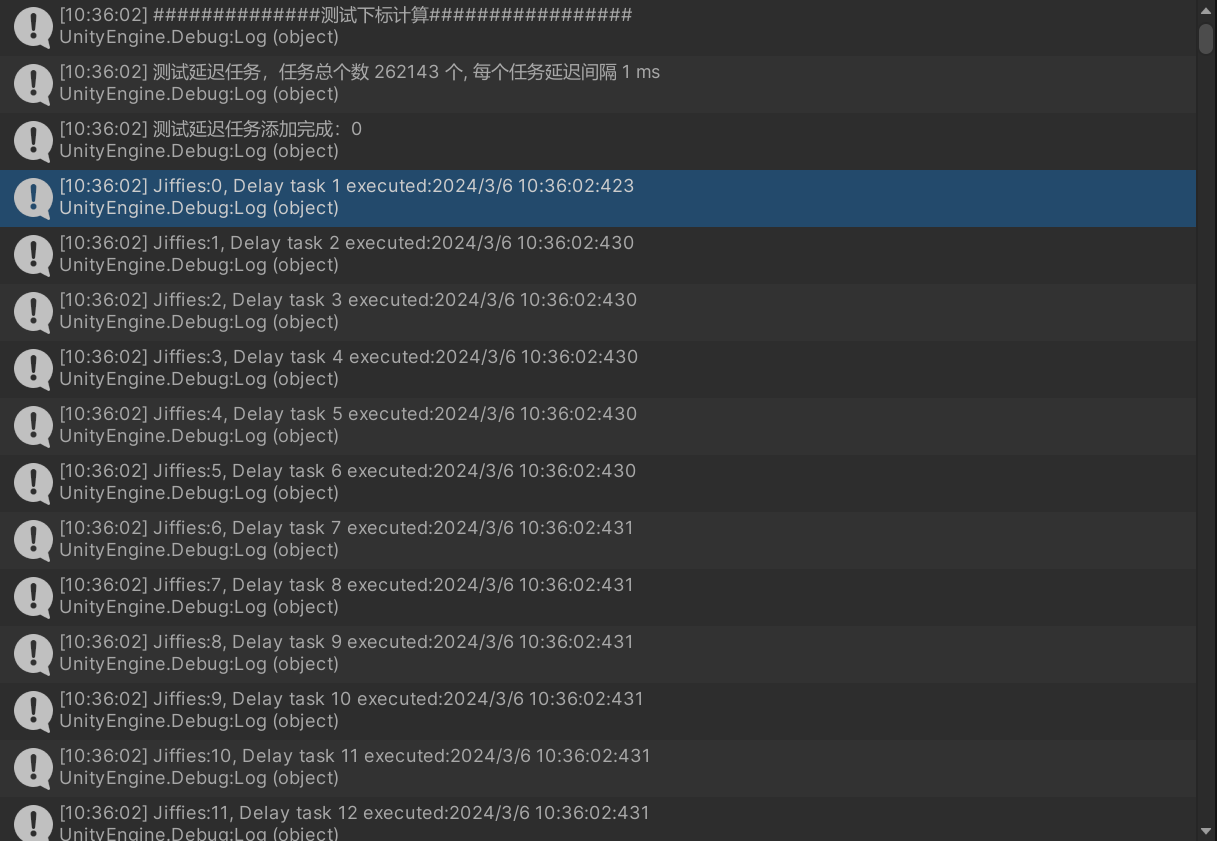 [10:36:02] ##############测试下标计算#################
UnityEngine.Debug:Log (object)
[10:36:02] 测试延迟任务，任务总个数 262143 个, 每个任务延迟间隔 1 ms
UnityEngine.Debug:Log (object)
[10:36:02] 测试延迟任务添加完成：0
UnityEngine.Debug:Log (object)
[10:36:02] Jiffies:0, Delay task 1 executed:2024/3/6 10:36:02:423
UnityEngine.Debug:Log (object)
[10:36:02] Jiffies:1, Delay task 2 executed:2024/3/6 10:36:02:430
UnityEngine.Debug:Log (object)
[10:36:02] Jiffies:2, Delay task 3 executed:2024/3/6 10:36:02:430
UnityEngine.Debug:Log (object)
[10:36:02] Jiffies:3, Delay task 4 executed:2024/3/6 10:36:02:430
UnityEngine.Debug:Log (object)
[10:36:02] Jiffies:4, Delay task 5 executed:2024/3/6 10:36:02:430
UnityEngine.Debug:Log (object)
[10:36:02] Jiffies:5, Delay task 6 executed:2024/3/6 10:36:02:430
UnityEngine.Debug:Log (object)
[10:36:02] Jiffies:6, Delay task 7 executed:2024/3/6 10:36:02:431
UnityEngine.Debug:Log (object)
[10:36:02] Jiffies:7, Delay task 8 executed:2024/3/6 10:36:02:431
UnityEngine.Debug:Log (object)
[10:36:02] Jiffies:8, Delay task 9 executed:2024/3/6 10:36:02:431
UnityEngine.Debug:Log (object)
[10:36:02] Jiffies:9, Delay task 10 executed:2024/3/6 10:36:02:431
UnityEngine.Debug:Log (object)
[10:36:02] Jiffies:10, Delay task 11 executed:2024/3/6 10:36:02:431
UnityEngine.Debug:Log (object)
[10:36:02] Jiffies:11, Delay task 12 executed:2024/3/6 10:36:02:431
UnityEngine.Debug:Log (object)